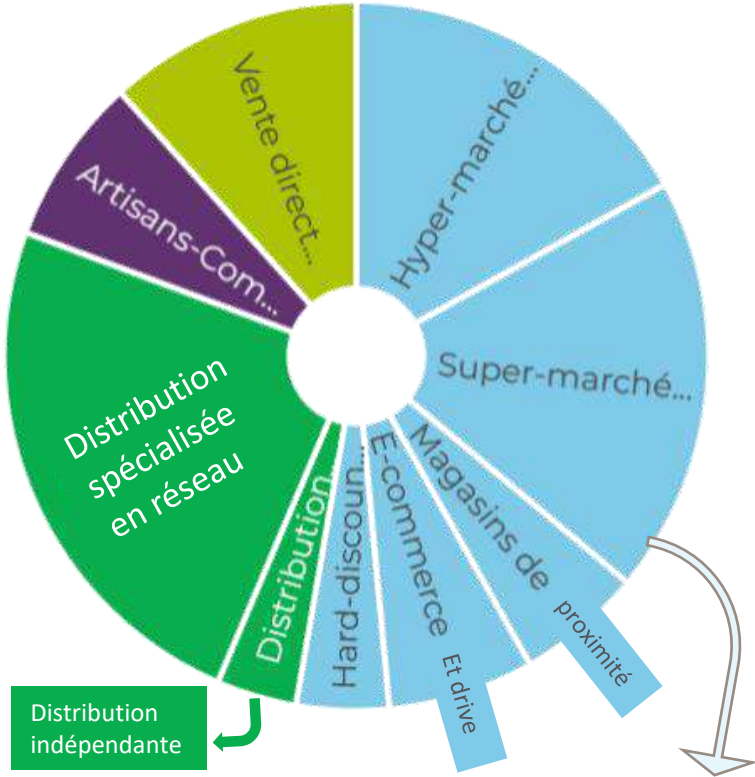 Vente direct...
Hyper-marché...
Artisans-Com...
Super-marché...
Distribution
spécialisée
en réseau
Magasins de
proximité
E-commerce
Et drive
Hard-discoun...
Distribution...
Distribution
indépendante